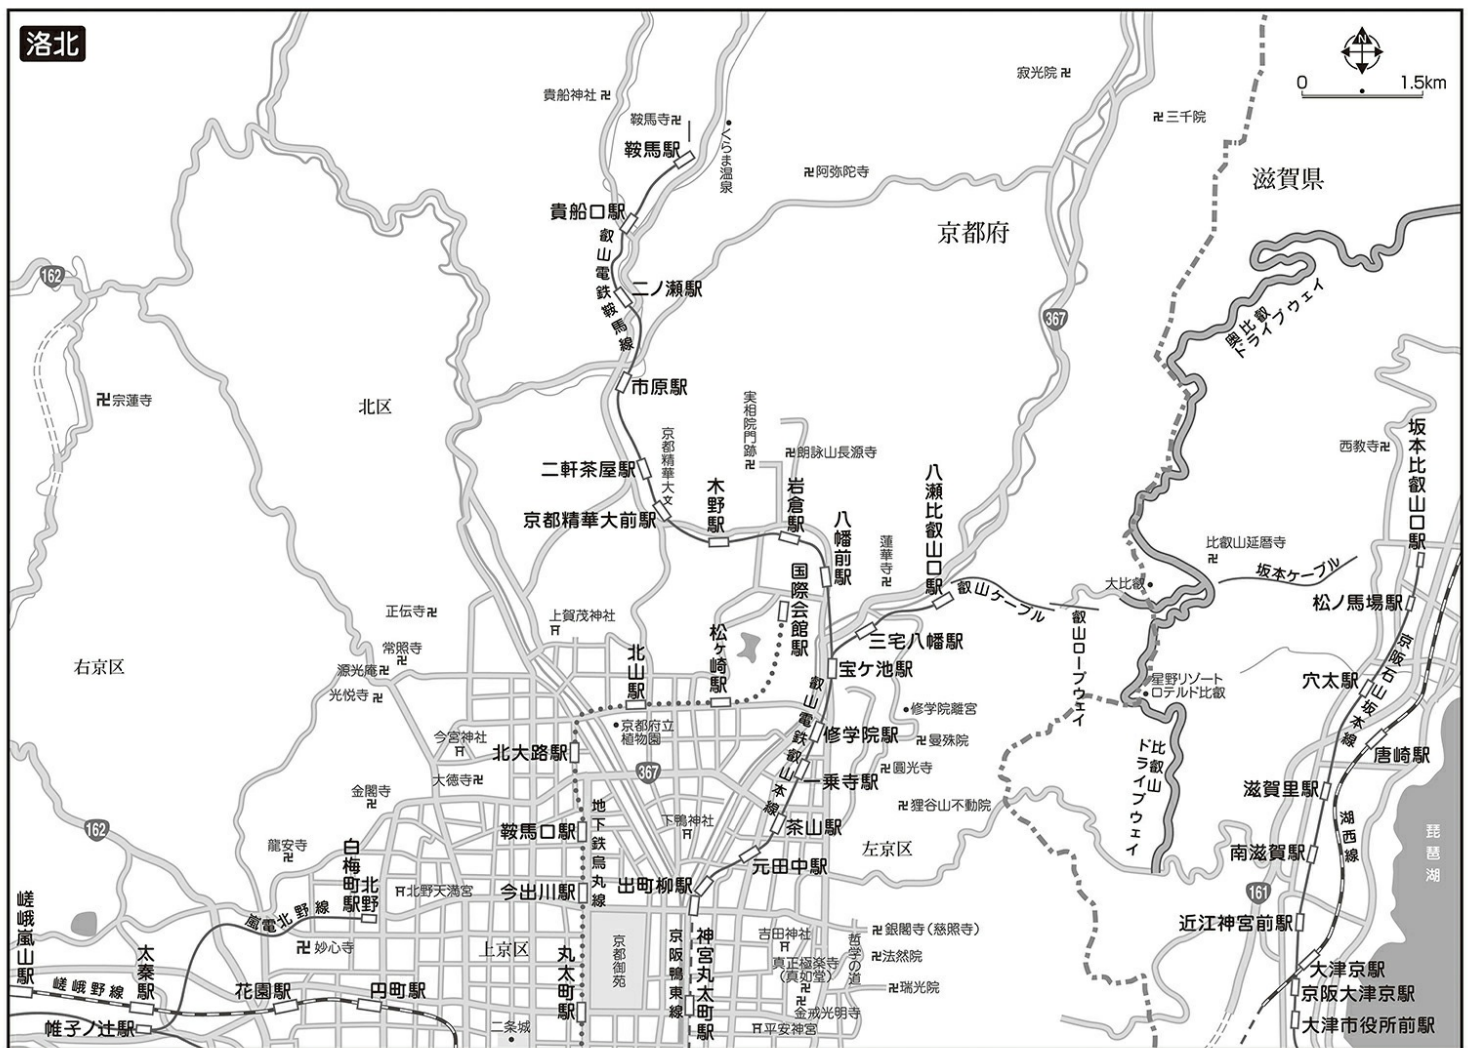 洛北
N
0 1.5km
寂光院
貴船神社
三千院
鞍馬寺
鞍馬駅
くらま温泉
阿弥陀寺
滋賀県
貴船口駅
京都府
叡山電鉄鞍馬線
162
二ノ瀬駅
367
奥比叡
ドライブウェイ
市原駅
宗蓮寺
北区
実相院門跡
朗詠山長源寺
西教寺
坂本比叡山口駅
京都精華大
二軒茶屋駅
木野駅
岩倉駅
八瀬比叡山口駅
京都精華大前駅
八幡前駅
蓮華寺
比叡山延暦寺
国際会館駅
大比叡
坂本ケーブル
叡山ケーブル
松ノ馬場駅
正伝寺
上賀茂神社
叡山ロープウェイ
松ヶ崎駅
三宅八幡駅
京阪石山坂本線
常照寺
北山駅
源光庵
右京区
宝ケ池駅
光悦寺
星野リゾート
ロテルド比叡
穴太駅
叡山電鉄叡山本線
修学院離宮
京都府立
植物園
修学院駅
曼殊院
今宮神社
北大路駅
比叡山
ドライブウェイ
唐崎駅
367
圓光寺
大徳寺
一乗寺駅
金閣寺
滋賀里駅
地下鉄烏丸線
狸谷山不動院
下鴨神社
162
鞍馬口駅
茶山駅
湖西線
琵琶湖
龍安寺
北野白梅町駅
左京区
南滋賀駅
元田中駅
出町柳駅
今出川駅
北野天満宮
161
嵯峨嵐山駅
嵐電北野線
近江神宮前駅
銀閣寺(慈照寺)
吉田神社
哲学の道
妙心寺
上京区
京都御苑
京阪鴨東線
神宮丸太町駅
丸太町駅
法然院
真正極楽寺
(真如堂)
太秦駅
大津京駅
嵯峨野線
花園駅
円町駅
瑞光院
京阪大津京駅
金戒光明寺
帷子ノ辻駅
二条城
平安神宮
大津市役所前駅